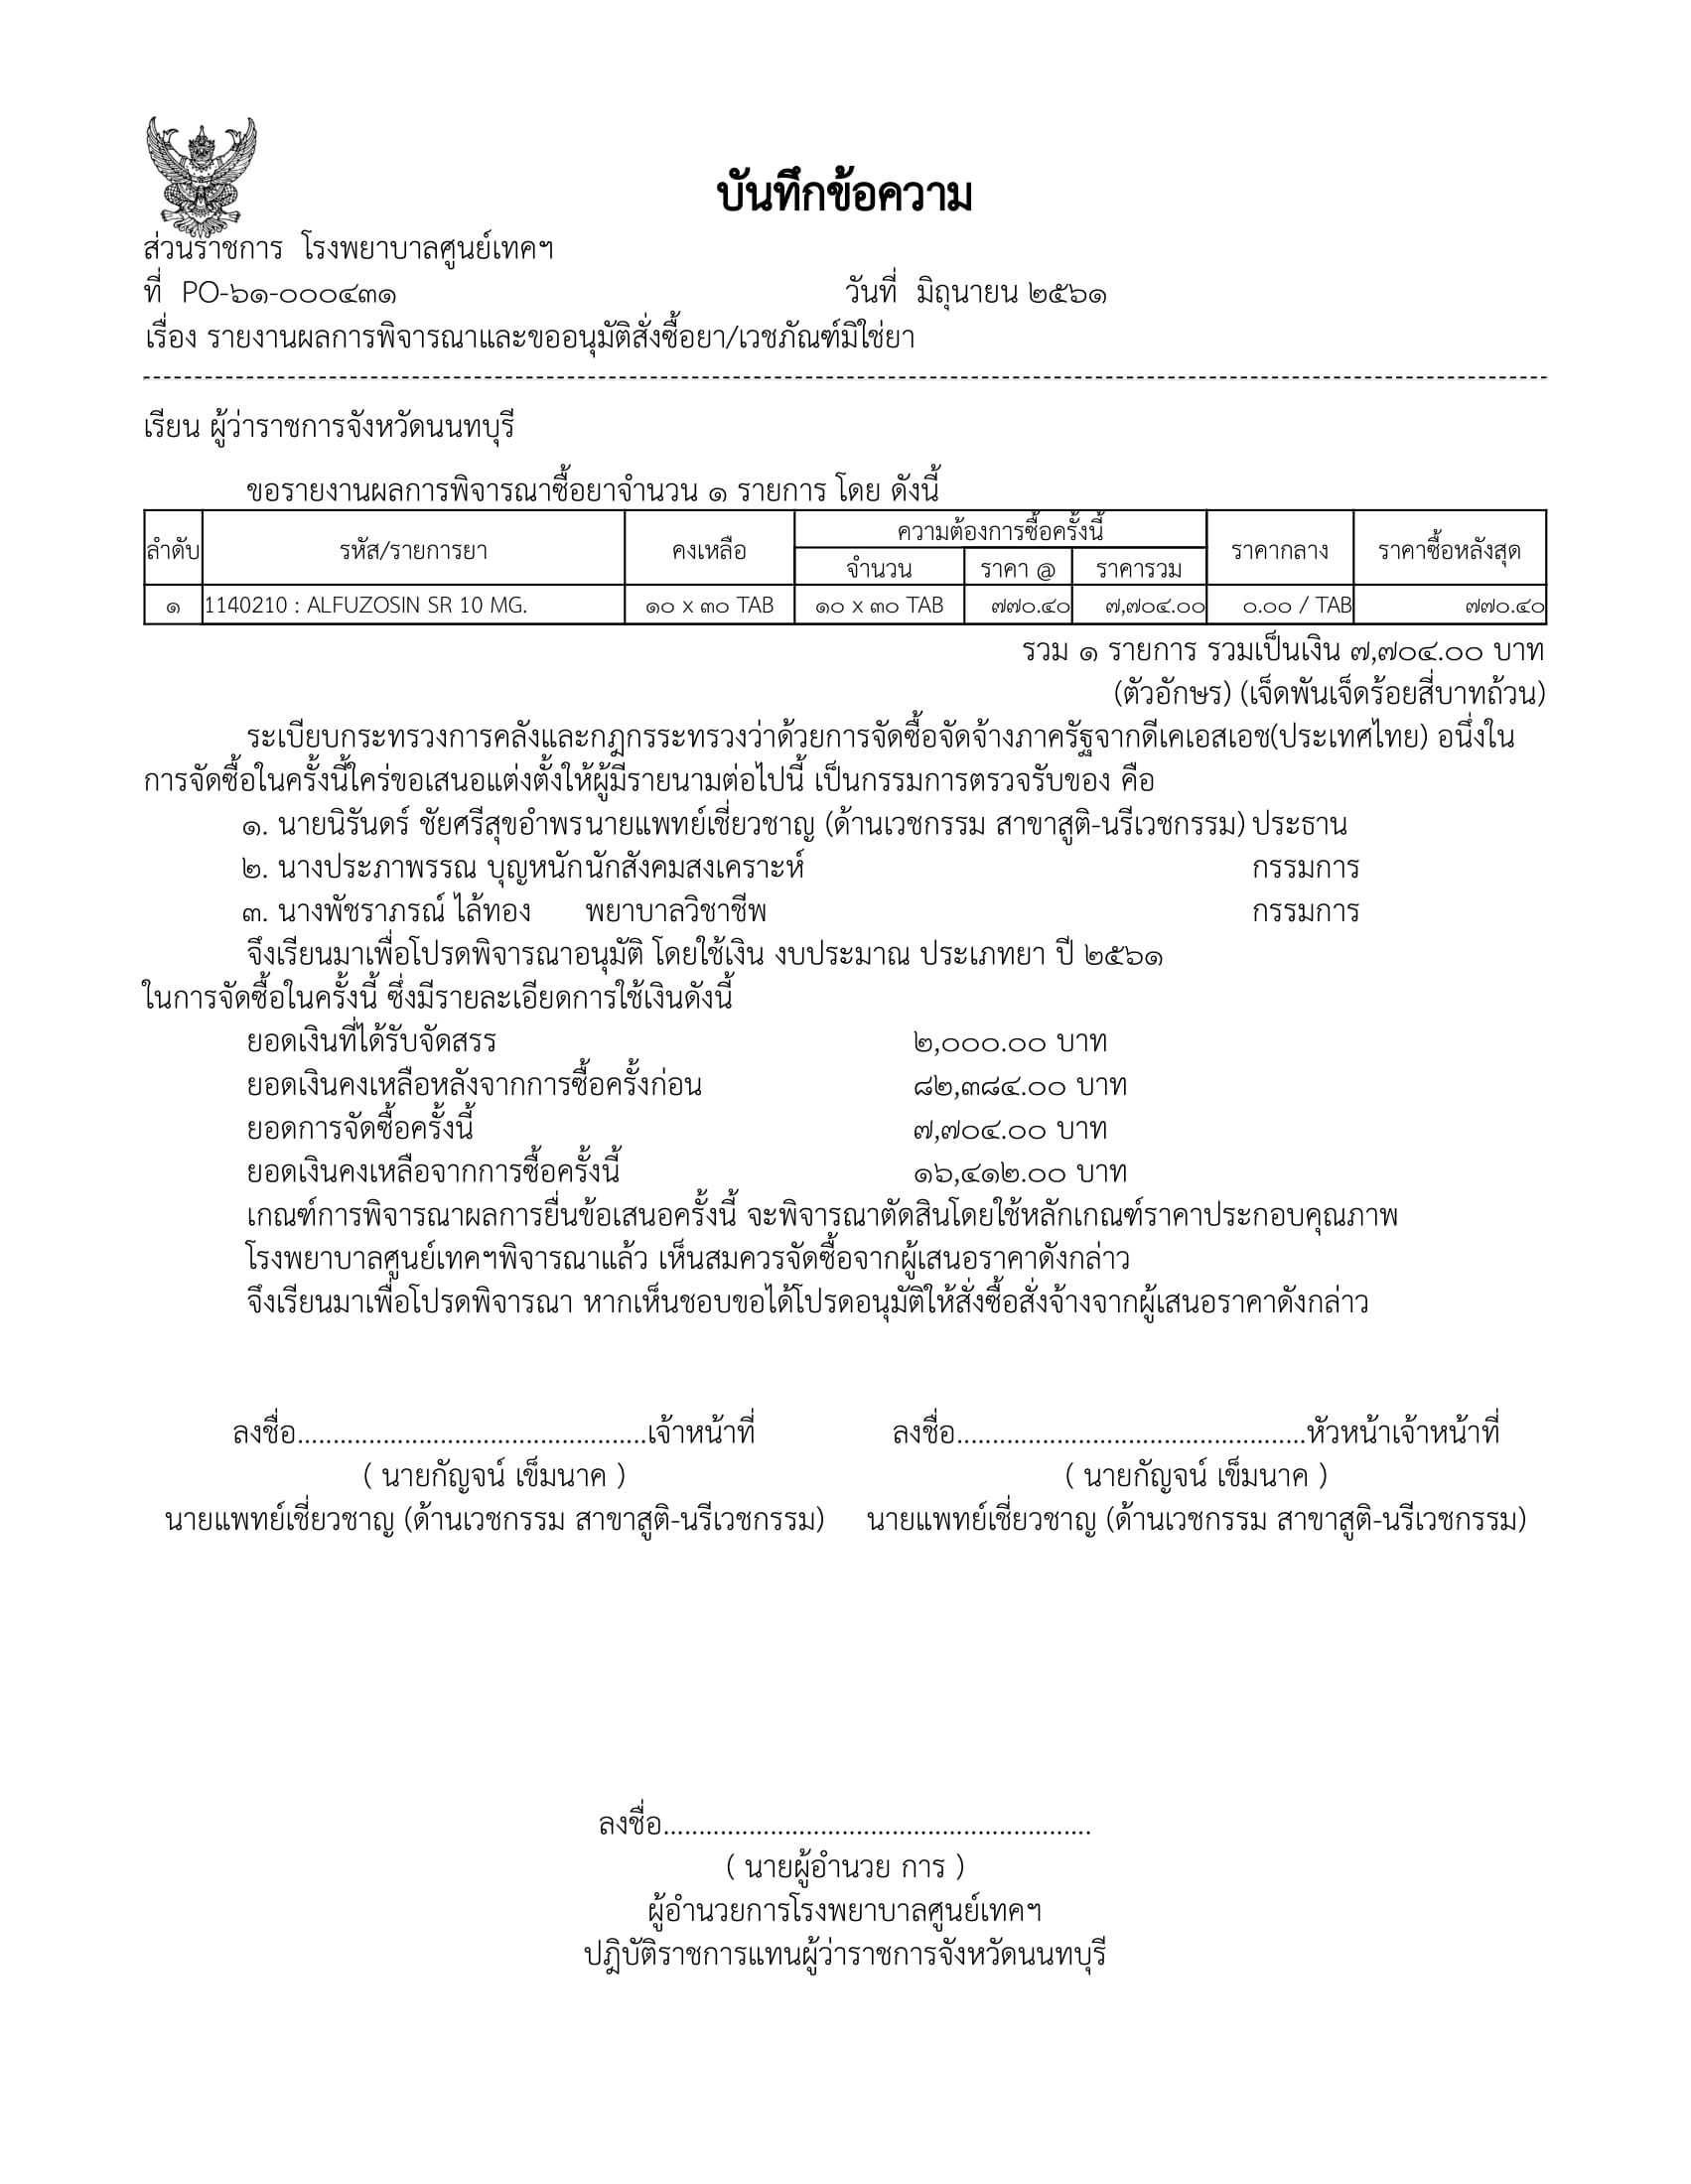 บันทึกข้อความ
ส่วนราชการ โรงพยาบาลศูนย์เทคฯ
ที่ PO-๖๑-๐๐๐๔๓๑ วันที่ มิถุนายน ๒๕๖๑
เรื่อง รายงานผลการพิจารณาและขออนุมัติสั่งซื้อยา/เวชภัณฑ์มิใช่ยา
เรียน ผู้ว่าราชการจังหวัดนนทบุรี
ขอรายงานผลการพิจารณาซื้อยาจำนวน ๑ รายการ โดย ดังนี้
ลำดับ รหัส/รายการยา คงเหลือ ความต้องการซื้อครั้งนี้ ราคากลาง ราคาซื้อหลังสุด
จำนวน ราคา @ ราคารวม
๑ 1140210 : ALFUZOSIN SR 10 MG. ๑๐ x ๓๐ TAB ๑๐ x ๓๐ TAB ๗๗๐.๔๐ ๗,๗๐๔.๐๐ ๐.๐๐ / TAB ๗๗๐.๔๐
รวม ๑ รายการ รวมเป็นเงิน ๗,๗๐๔.๐๐ บาท
(ตัวอักษร) (เจ็ดพันเจ็ดร้อยสี่บาทถ้วน)
ระเบียบกระทรวงการคลังและกฎกรระทรวงว่าด้วยการจัดซื้อจัดจ้างภาครัฐจากดีเคเอสเอช(ประเทศไทย) อนึ่งใน
การจัดซื้อในครั้งนี้ใคร่ขอเสนอแต่งตั้งให้ผู้มีรายนามต่อไปนี้ เป็นกรรมการตรวจรับของ คือ
๑. นายนิรันดร์ ชัยศรีสุขอำพรนายแพทย์เชี่ยวชาญ (ด้านเวชกรรม สาขาสูติ-นรีเวชกรรม) ประธาน
๒. นางประภาพรรณ บุญหนักนักสังคมสงเคราะห์ กรรมการ
๓. นางพัชราภรณ์ ไล้ทอง พยาบาลวิชาชีพ กรรมการ
จึงเรียนมาเพื่อโปรดพิจารณาอนุมัติ โดยใช้เงิน งบประมาณ ประเภทยา ปี ๒๕๖๑
ในการจัดซื้อในครั้งนี้ ซึ่งมีรายละเอียดการใช้เงินดังนี้
ยอดเงินที่ได้รับจัดสรร ๒,๐๐๐.๐๐ บาท
ยอดเงินคงเหลือหลังจากการซื้อครั้งก่อน ๘๒,๓๘๔.๐๐ บาท
ยอดการจัดซื้อครั้งนี้ ๗,๗๐๔.๐๐ บาท
ยอดเงินคงเหลือจากการซื้อครั้งนี้ ๑๖,๔๑๒.๐๐ บาท
เกณฑ์การพิจารณาผลการยื่นข้อเสนอครั้งนี้ จะพิจารณาตัดสินโดยใช้หลักเกณฑ์ราคาประกอบคุณภาพ
โรงพยาบาลศูนย์เทคฯพิจารณาแล้ว เห็นสมควรจัดซื้อจากผู้เสนอราคาดังกล่าว
จึงเรียนมาเพื่อโปรดพิจารณา หากเห็นชอบขอได้โปรดอนุมัติให้สั่งซื้อสั่งจ้างจากผู้เสนอราคาดังกล่าว
ลงชื่อ.................................................เจ้าหน้าที่ ลงชื่อ.................................................หัวหน้าเจ้าหน้าที่
( นายกัญจน์ เข็มนาค ) ( นายกัญจน์ เข็มนาค )
นายแพทย์เชี่ยวชาญ (ด้านเวชกรรม สาขาสูติ-นรีเวชกรรม) นายแพทย์เชี่ยวชาญ (ด้านเวชกรรม สาขาสูติ-นรีเวชกรรม)
ลงชื่อ............................................................
( นายผู้อำนวย การ )
ผู้อำนวยการโรงพยาบาลศูนย์เทคฯ
ปฎิบัติราชการแทนผู้ว่าราชการจังหวัดนนทบุรี